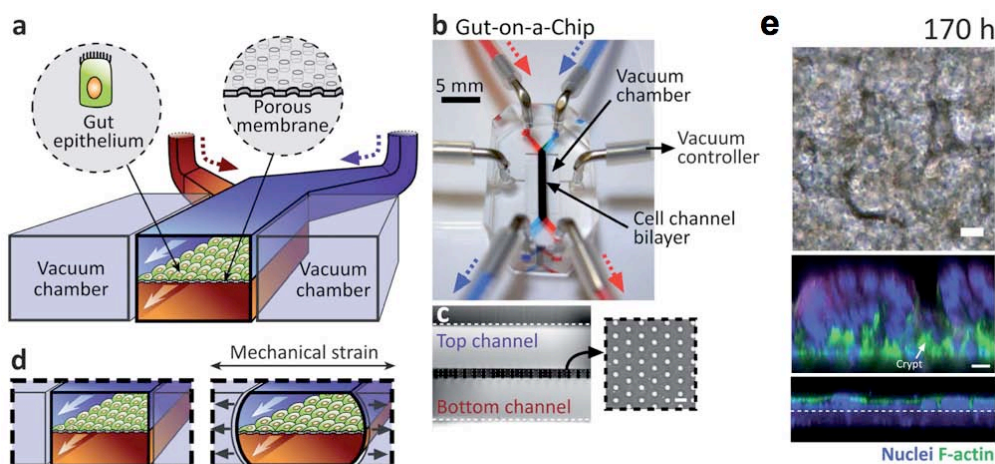 a
Gut
epithelium
Porous
membrane
Vacuum
chamber
Vacuum
chamber
b Gut-on-a-Chip
5 mm
Vacuum
chamber
Vacuum
controller
Cell channel
bilayer
c
Top channel
Bottom channel
d
Mechanical strain
e
170 h
Crypt
Nuclei F-actin